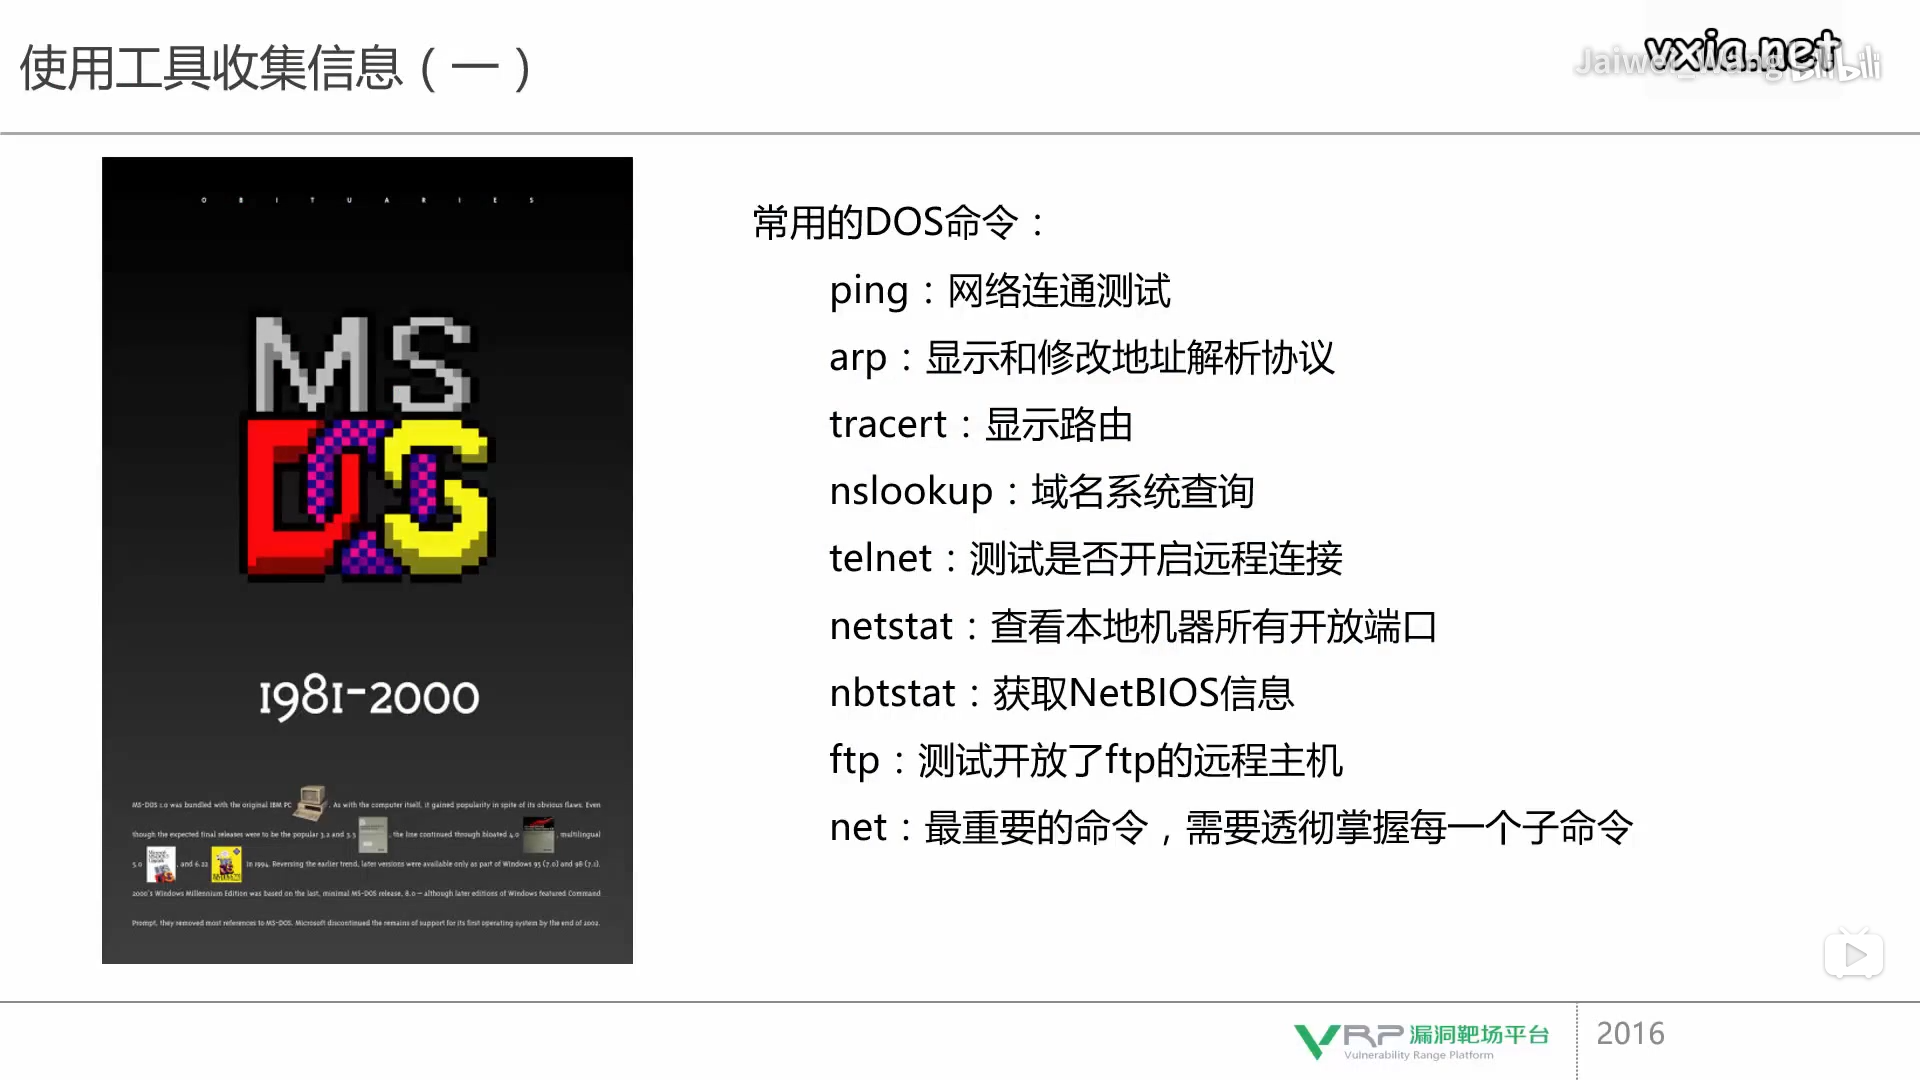 使用工具收集信息（一）
vxia.net
Jaiwei_Wang bilibili
OBITUARIES
MS
DOS
1981-2000
MS-DOS 1.0 was bundled with the original IBM PC . As with the computer itself, it gained popularity in spite of its obvious flaws. Even
though the expected final releases were to be the popular 3.2 and 3.3 , the line continued through bloated 4.0 , multilingual
5.0 , and 6.22 in 1994. Reversing the earlier trend, later versions were available only as part of Windows 95 (7.0) and 98 (7.1).
2000's Windows Millennium Edition was based on the last, minimal MS-DOS release, 8.0 — although later editions of Windows featured Command
Prompt, they removed most references to MS-DOS. Microsoft discontinued the remains of support for its first operating system by the end of 2002.
常用的DOS命令：
ping：网络连通测试
arp：显示和修改地址解析协议
tracert：显示路由
nslookup：域名系统查询
telnet：测试是否开启远程连接
netstat：查看本地机器所有开放端口
nbtstat：获取NetBIOS信息
ftp：测试开放了ftp的远程主机
net：最重要的命令，需要透彻掌握每一个子命令
VRP 漏洞靶场平台
Vulnerability Range Platform
2016